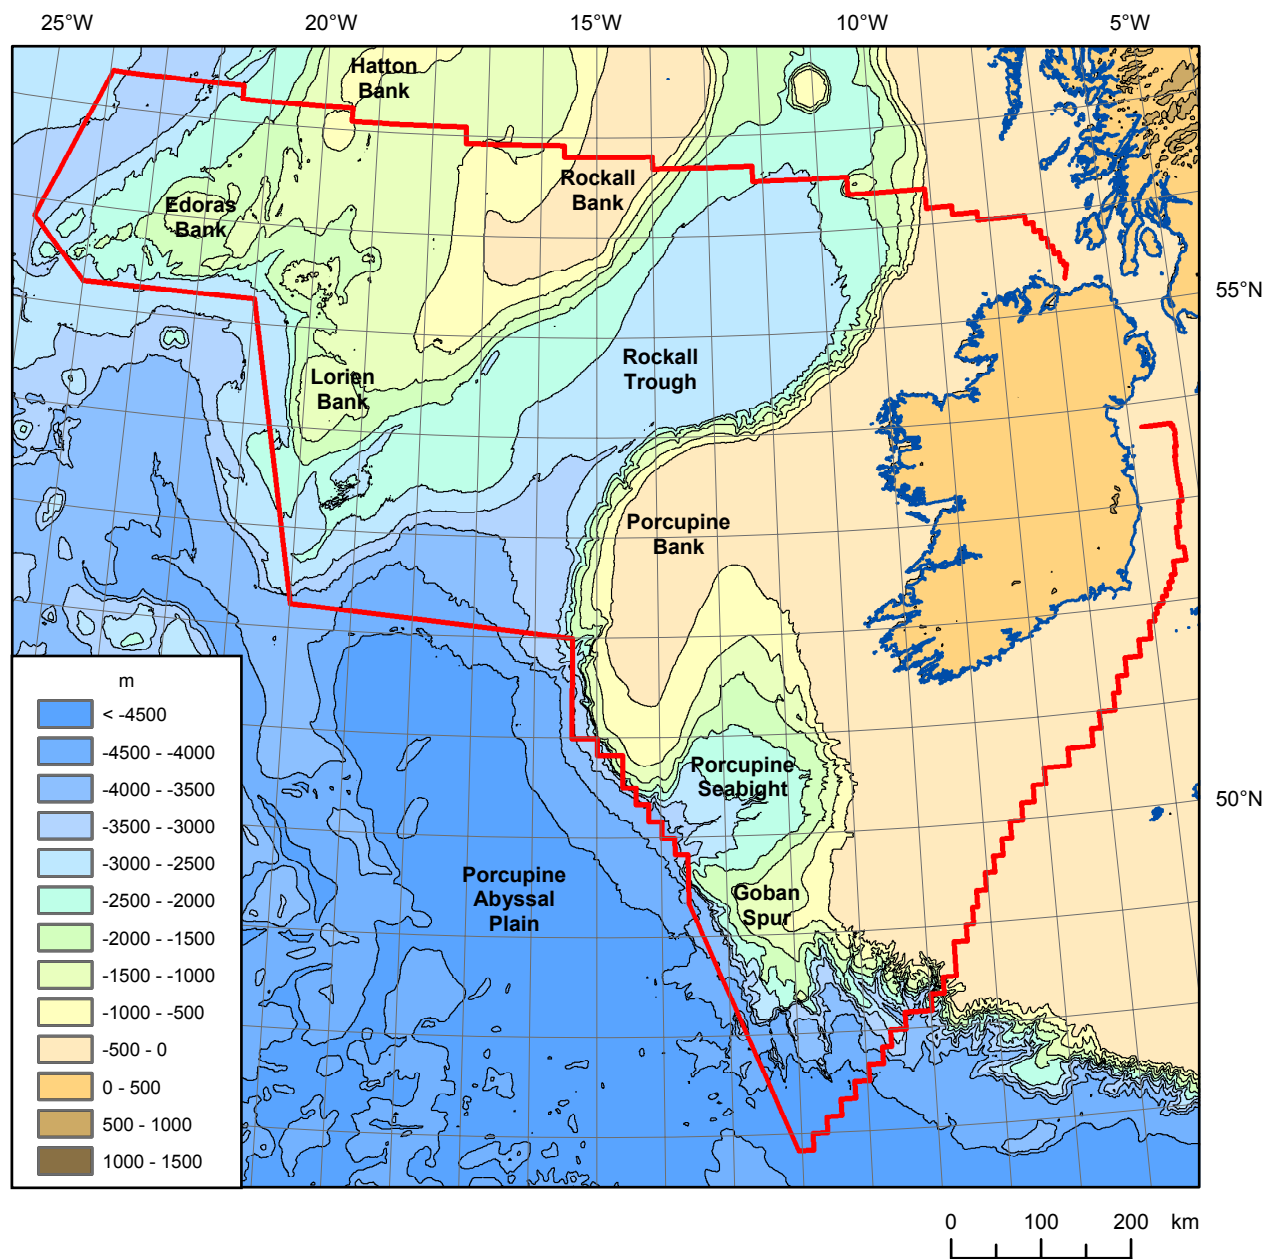 25°W
20°W
15°W
10°W
5°W
Hatton
Bank
Rockall
Bank
Edoras
Bank
55°N
Rockall
Trough
Lorien
Bank
Porcupine
Bank
m
< -4500
-4500 - -4000
-4000 - -3500
-3500 - -3000
-3000 - -2500
-2500 - -2000
-2000 - -1500
-1500 - -1000
-1000 - -500
-500 - 0
0 - 500
500 - 1000
1000 - 1500
Porcupine
Seabight
50°N
Porcupine
Abyssal
Plain
Goban
Spur
0 100 200 km